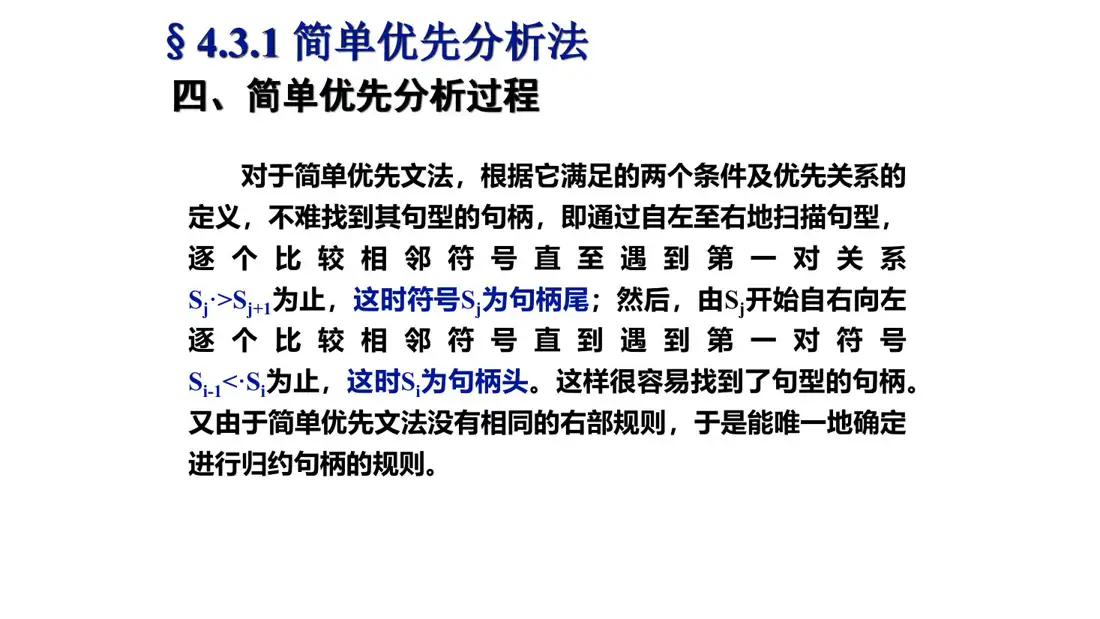 § 4.3.1 简单优先分析法
四、简单优先分析过程
对于简单优先文法，根据它满足的两个条件及优先关系的
定义，不难找到其句型的句柄，即通过自左至右地扫描句型，
逐个比较相邻符号直至遇到第一对关系
Sj·>Sj+1为止，这时符号Sj为句柄尾；然后，由Sj开始自右向左
逐个比较相邻符号直到遇到第一对符号
Si-1<·Si为止，这时Si为句柄头。这样很容易找到了句型的句柄。
又由于简单优先文法没有相同的右部规则，于是能唯一地确定
进行归约句柄的规则。